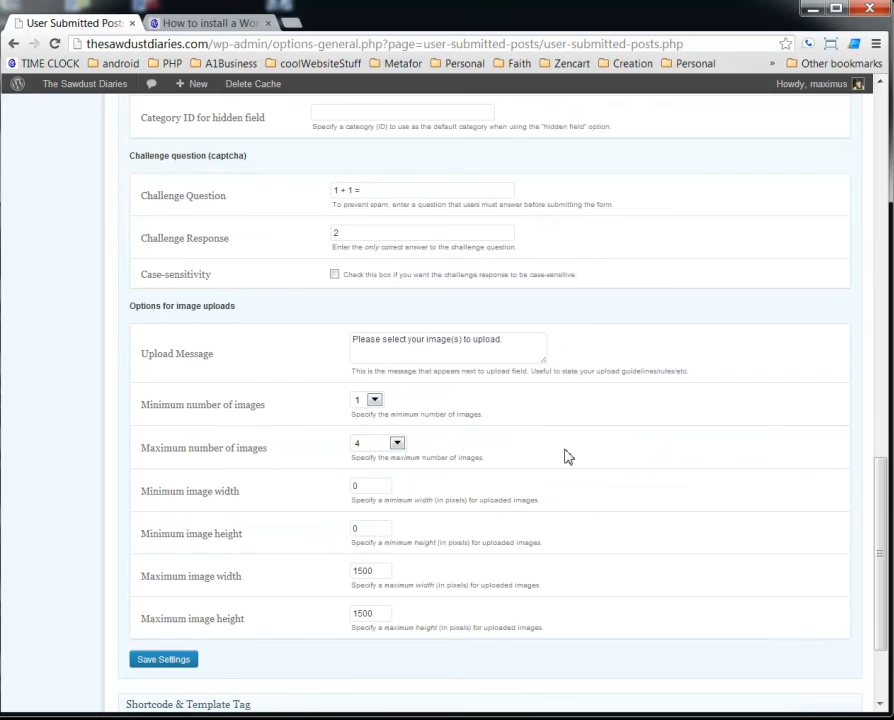 User Submitted Posts
How to install a Wor
thesawdustdiaries.com/wp-admin/options-general.php?page=user-submitted-posts/user-submitted-posts.php
TIME CLOCK android PHP A1Business coolWebsiteStuff Metafor Personal Faith Zencart Creation Personal » Other bookmarks
The Sawdust Diaries + New Delete Cache Howdy, maximus
Category ID for hidden field
Specify a cateogry (ID) to use as the default category when using the "hidden field" option.
Challenge question (captcha)
Challenge Question
1 + 1 =
To prevent spam, enter a question that users must answer before submitting the form.
Challenge Response
2
Enter the only correct answer to the challenge question.
Case-sensitivity
Check this box if you want the challenge response to be case-sensitive.
Options for image uploads
Upload Message
Please select your image(s) to upload.
This is the message that appears next to upload field. Useful to state your upload guidelines/rules/etc.
Minimum number of images
1
Specify the minimum number of images.
Maximum number of images
4
Specify the maximum number of images.
Minimum image width
0
Specify a minimum width (in pixels) for uploaded images.
Minimum image height
0
Specify a minimum height (in pixels) for uploaded images.
Maximum image width
1500
Specify a maximum width (in pixels) for uploaded images.
Maximum image height
1500
Specify a maximum height (in pixels) for uploaded images.
Save Settings
Shortcode & Template Tag